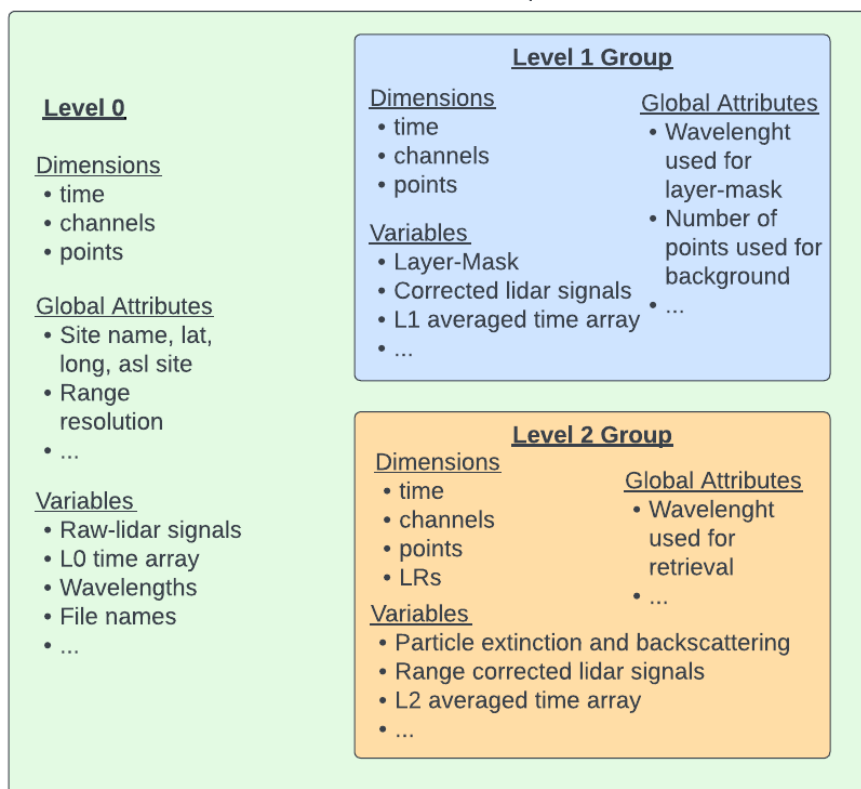 Level 0
Dimensions
• time
• channels
• points
Global Attributes
• Site name, lat,
long, asl site
• Range
resolution
• ...
Variables
• Raw-lidar signals
• L0 time array
• Wavelengths
• File names
• ...
Level 1 Group
Dimensions
• time
• channels
• points
Variables
• Layer-Mask
• Corrected lidar signals
• L1 averaged time array
• ...
Global Attributes
• Wavelenght
used for
layer-mask
• Number of
points used for
background
• ...
Level 2 Group
Dimensions
• time
• channels
• points
• LRs
Global Attributes
• Wavelenght
used for
retrieval
• ...
Variables
• Particle extinction and backscattering
• Range corrected lidar signals
• L2 averaged time array
• ...